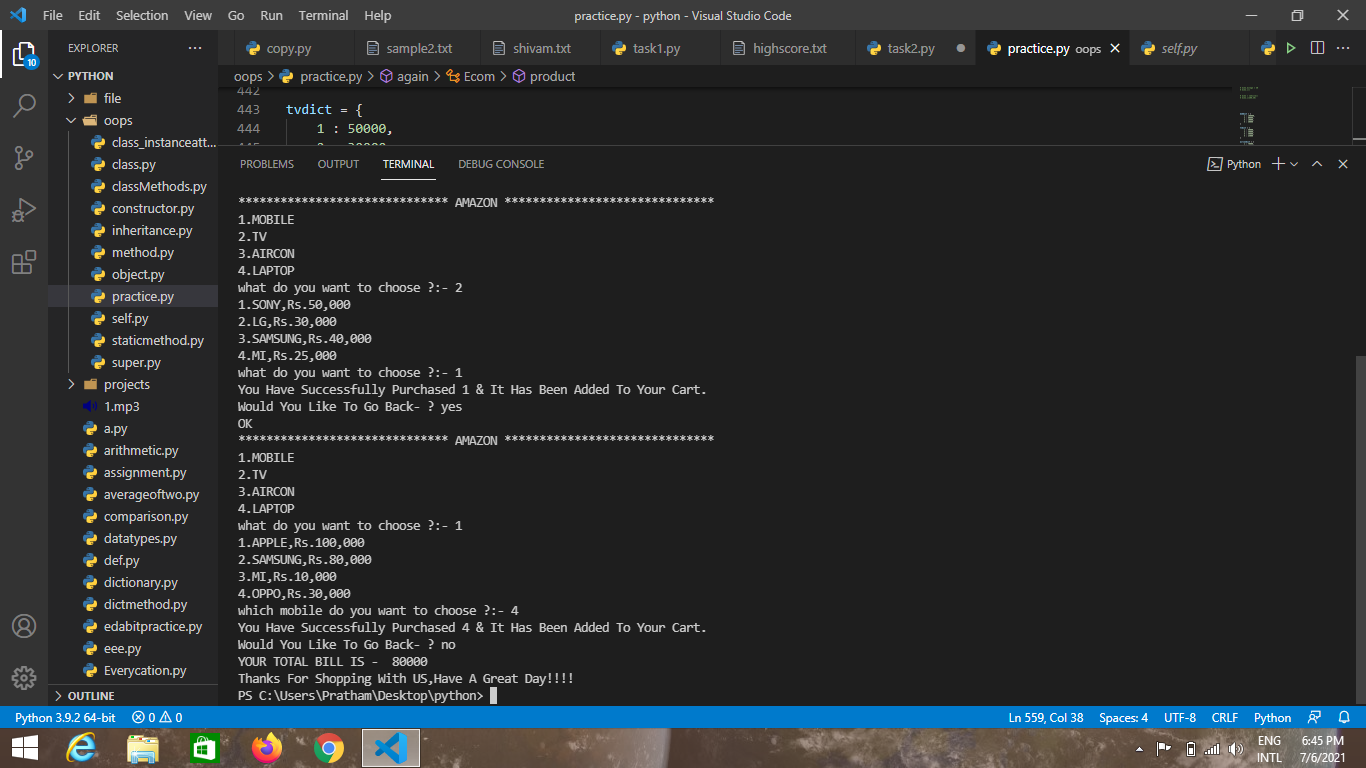 File Edit Selection View Go Run Terminal Help practice.py - python - Visual Studio Code
EXPLORER
copy.py sample2.txt shivam.txt task1.py highscore.txt task2.py practice.py oops self.py
PYTHON
oops > practice.py > again > Ecom > product
file
oops
class_instanceatt...
class.py
classMethods.py
constructor.py
inheritance.py
method.py
object.py
practice.py
self.py
staticmethod.py
super.py
projects
1.mp3
a.py
arithmetic.py
assignment.py
averageoftwo.py
comparison.py
datatypes.py
def.py
dictionary.py
dictmethod.py
edabitpractice.py
eee.py
Everycation.py
OUTLINE
10
442
443 tvdict = {
444 1 : 50000,
PROBLEMS OUTPUT TERMINAL DEBUG CONSOLE Python
****************************** AMAZON ******************************
1.MOBILE
2.TV
3.AIRCON
4.LAPTOP
what do you want to choose ?:- 2
1.SONY,Rs.50,000
2.LG,Rs.30,000
3.SAMSUNG,Rs.40,000
4.MI,Rs.25,000
what do you want to choose ?:- 1
You Have Successfully Purchased 1 & It Has Been Added To Your Cart.
Would You Like To Go Back- ? yes
OK
****************************** AMAZON ******************************
1.MOBILE
2.TV
3.AIRCON
4.LAPTOP
what do you want to choose ?:- 1
1.APPLE,Rs.100,000
2.SAMSUNG,Rs.80,000
3.MI,Rs.10,000
4.OPPO,Rs.30,000
which mobile do you want to choose ?:- 4
You Have Successfully Purchased 4 & It Has Been Added To Your Cart.
Would You Like To Go Back- ? no
YOUR TOTAL BILL IS -  80000
Thanks For Shopping With US,Have A Great Day!!!!
PS C:\Users\Pratham\Desktop\python>
Python 3.9.2 64-bit 0 0 Ln 559, Col 38 Spaces: 4 UTF-8 CRLF Python
ENG 6:45 PM
INTL 7/6/2021